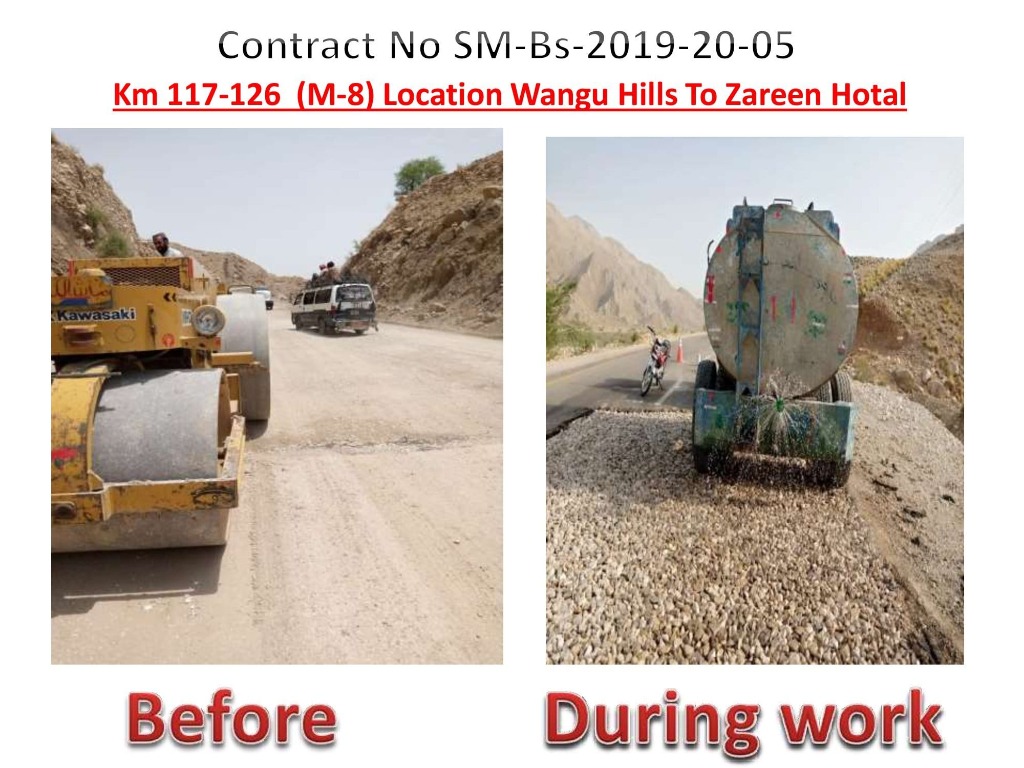 Contract No SM-Bs-2019-20-05
Km 117-126 (M-8) Location Wangu Hills To Zareen Hotal
Kawasaki
Before
During work